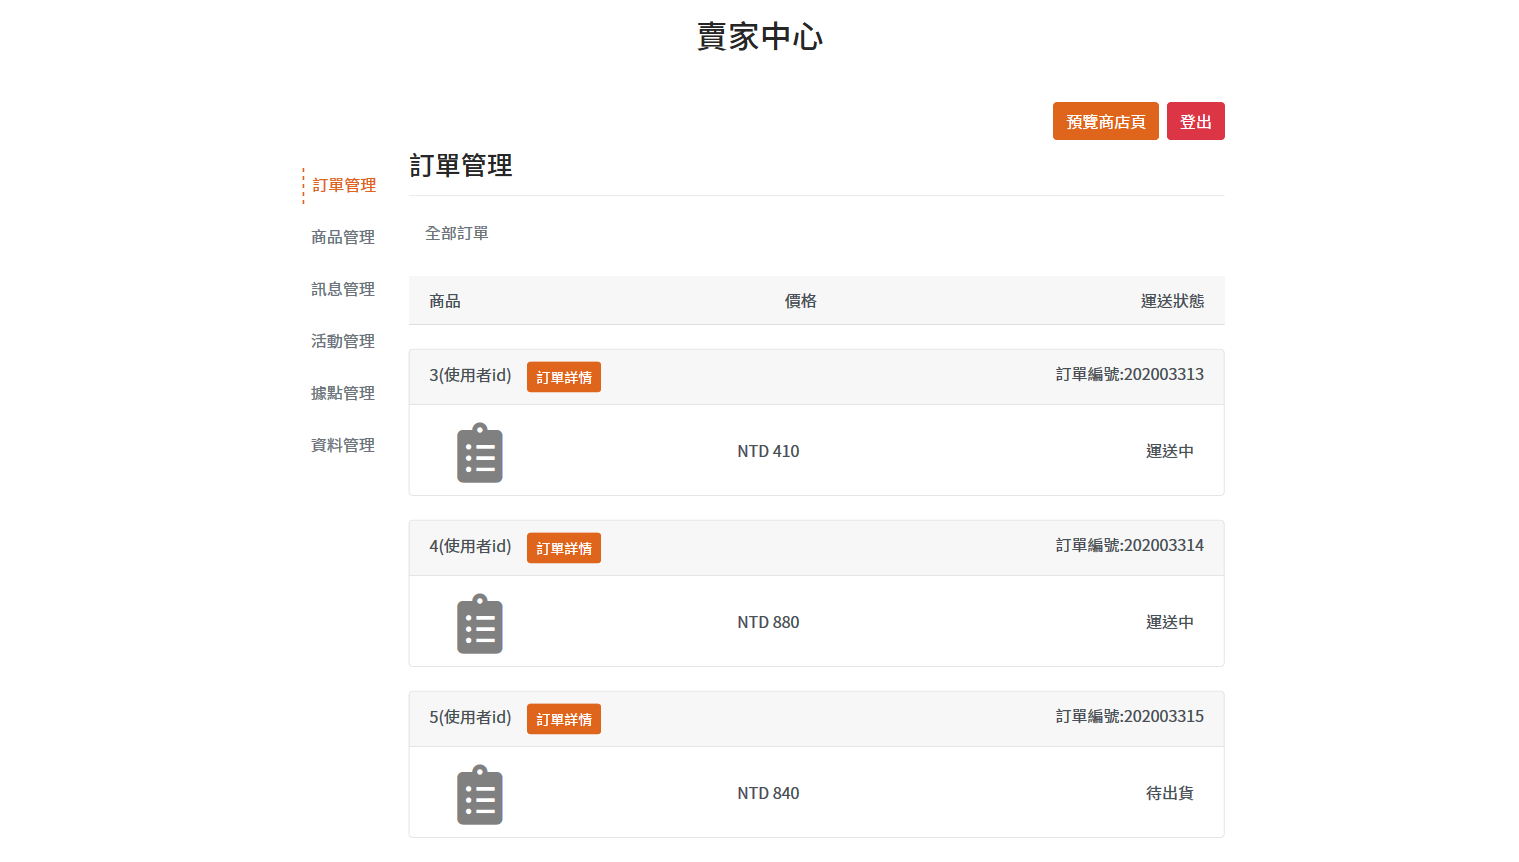 賣家中心
預覽商店頁 登出
訂單管理
商品管理
訊息管理
活動管理
據點管理
資料管理
訂單管理
全部訂單
商品 價格 運送狀態
3(使用者id) 訂單詳情 訂單編號:202003313
NTD 410 運送中
4(使用者id) 訂單詳情 訂單編號:202003314
NTD 880 運送中
5(使用者id) 訂單詳情 訂單編號:202003315
NTD 840 待出貨